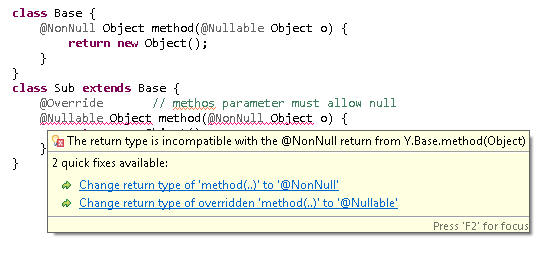 class Base {
@NonNull Object method(@Nullable Object o) {
return new Object();
}
}
class Sub extends Base {
@Override // methos parameter must allow null
@Nullable Object method(@NonNull Object o) {
}
}
The return type is incompatible with the @NonNull return from Y.Base.method(Object)
2 quick fixes available:
Change return type of 'method(..)' to '@NonNull'
Change return type of overridden 'method(..)' to '@Nullable'
Press 'F2' for focus